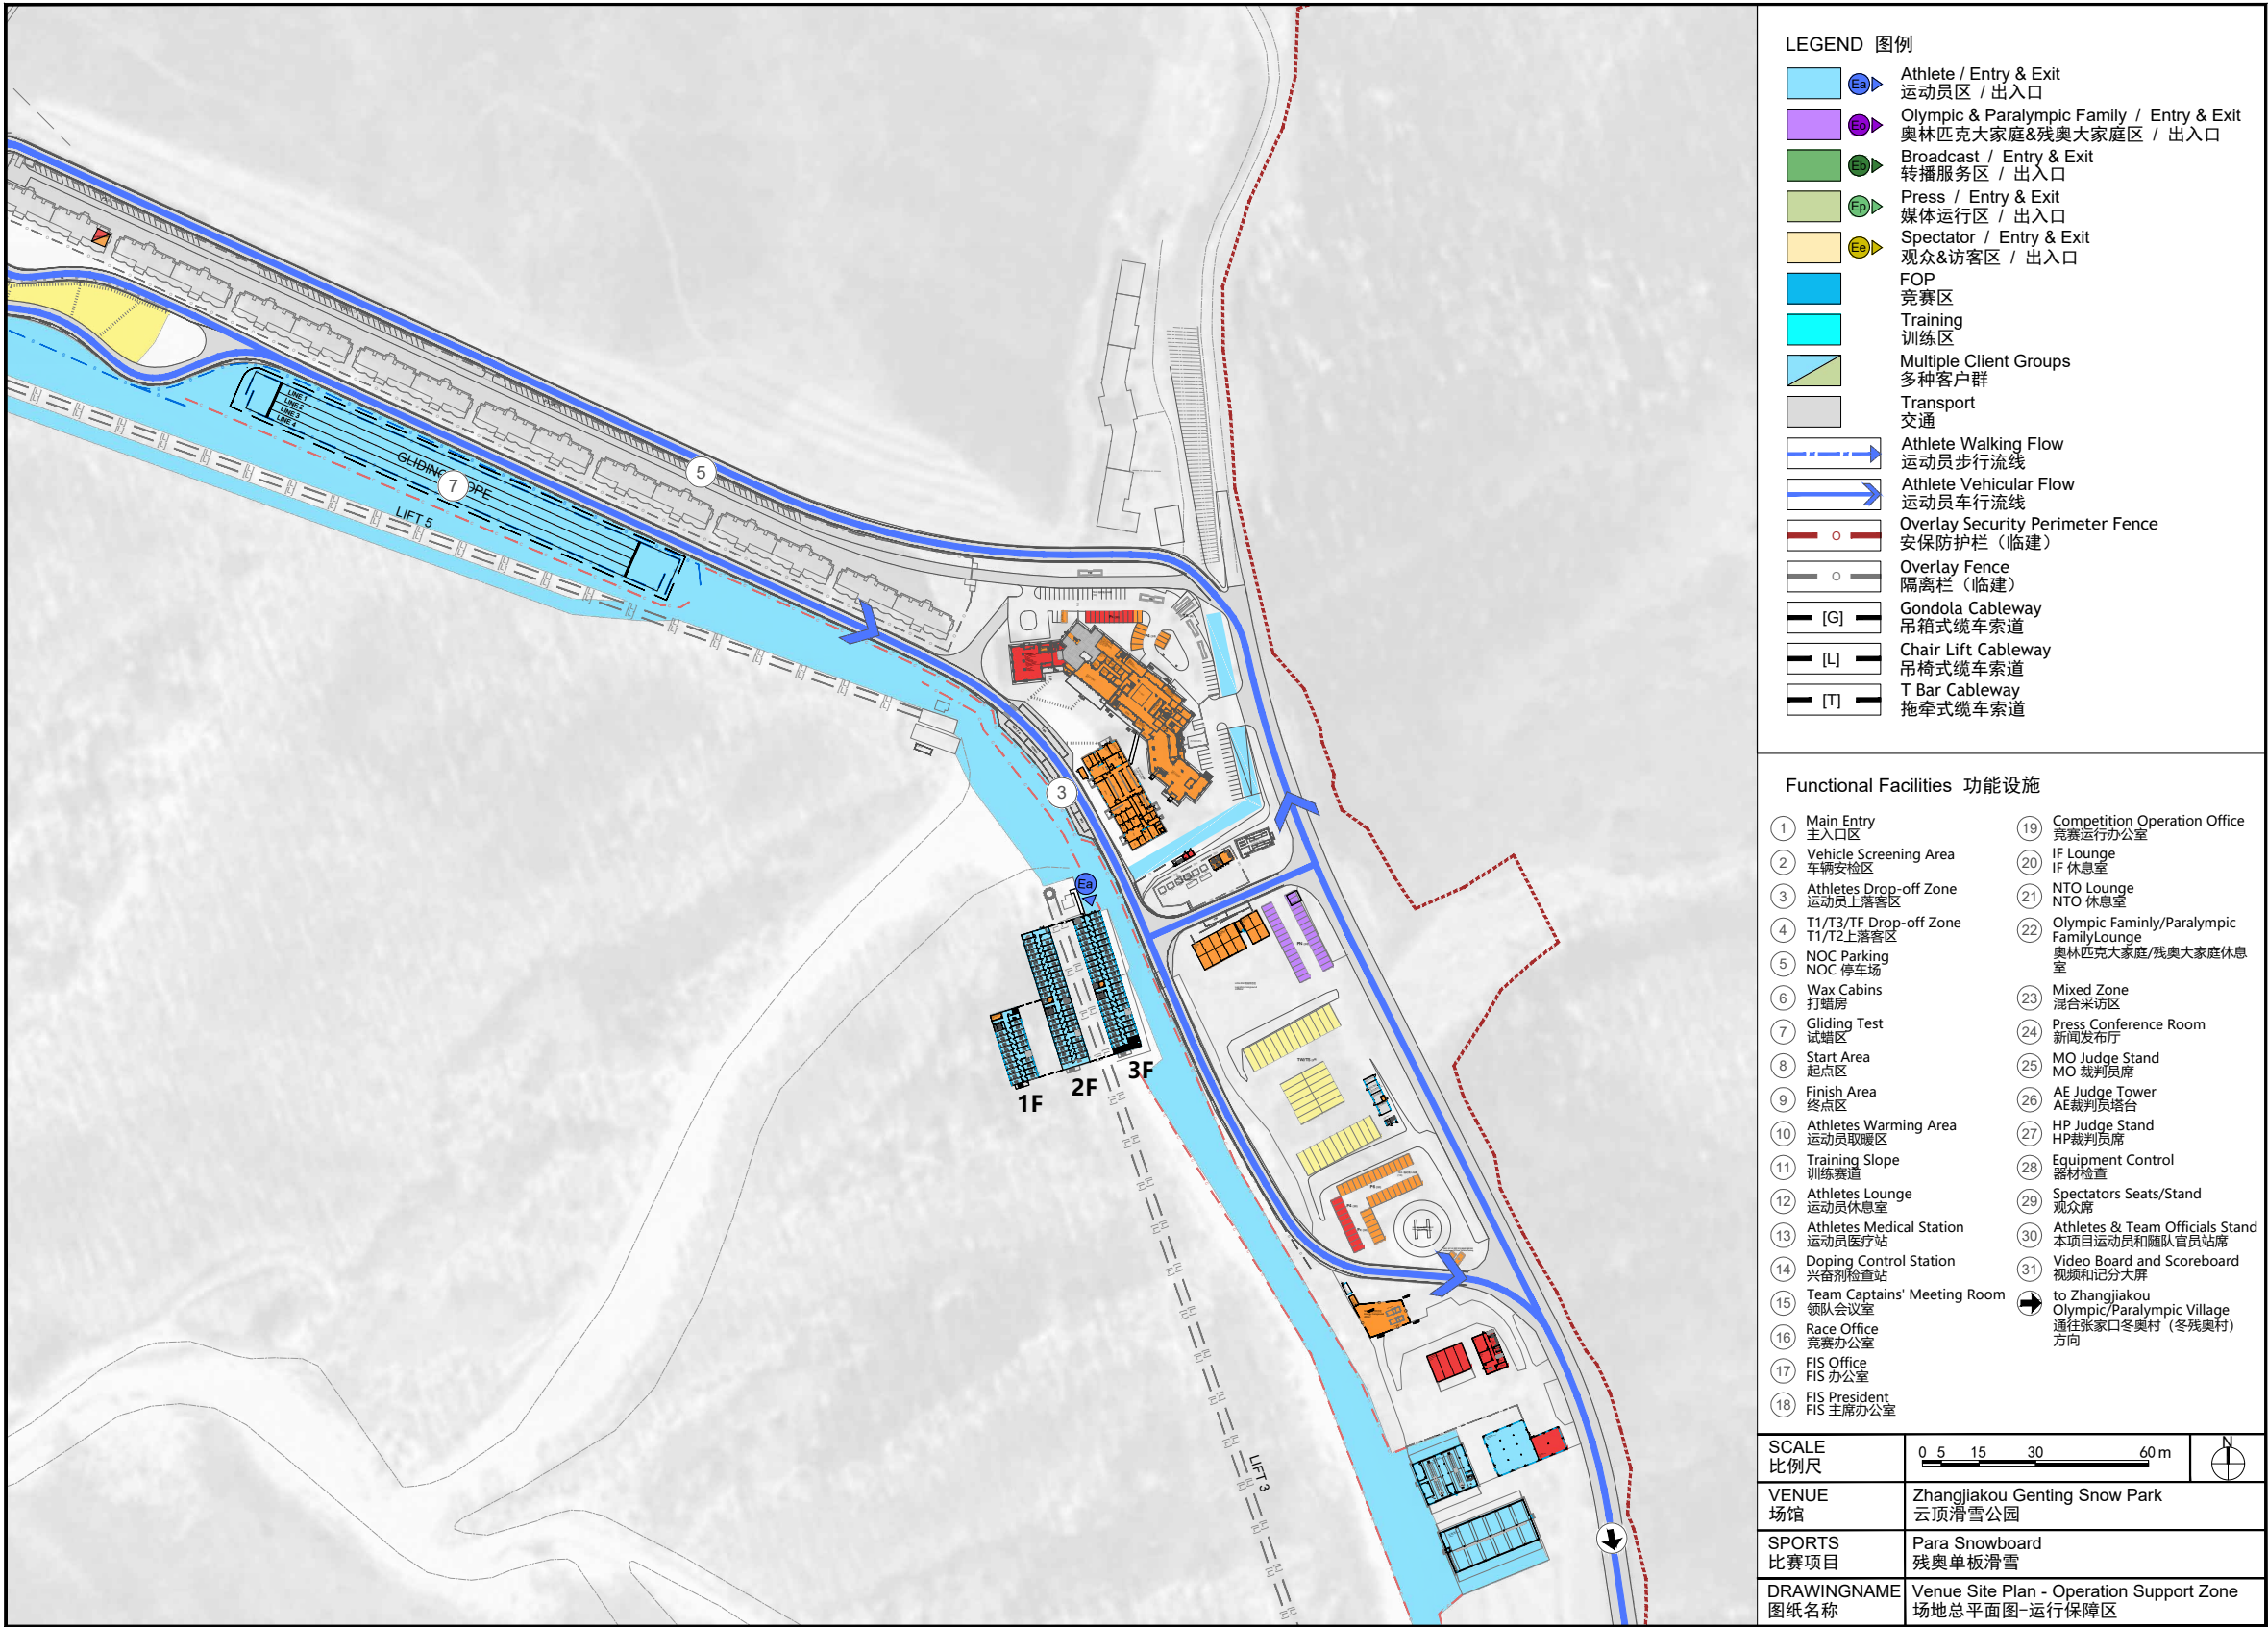 LINE 1
LINE 2
LINE 3
LINE 4
7
LIFT 5
5
3
Ea
1F
2F
3F
H
LIFT 3
LEGEND 图例
Ea
Athlete / Entry & Exit
运动员区 / 出入口
Eo
Olympic & Paralympic Family / Entry & Exit
奥林匹克大家庭&残奥大家庭区 / 出入口
Eb
Broadcast / Entry & Exit
转播服务区 / 出入口
Ep
Press / Entry & Exit
媒体运行区 / 出入口
Ee
Spectator / Entry & Exit
观众&访客区 / 出入口
FOP
竞赛区
Training
训练区
Multiple Client Groups
多种客户群
Transport
交通
Athlete Walking Flow
运动员步行流线
Athlete Vehicular Flow
运动员车行流线
O
Overlay Security Perimeter Fence
安保防护栏（临建）
O
Overlay Fence
隔离栏（临建）
[G]
Gondola Cableway
吊箱式缆车索道
[L]
Chair Lift Cableway
吊椅式缆车索道
[T]
T Bar Cableway
拖牵式缆车索道
Functional Facilities 功能设施
1 Main Entry
主入口区
2 Vehicle Screening Area
车辆安检区
3 Athletes Drop-off Zone
运动员上落客区
4 T1/T3/TF Drop-off Zone
T1/T2上落客区
5 NOC Parking
NOC 停车场
6 Wax Cabins
打蜡房
7 Gliding Test
试蜡区
8 Start Area
起点区
9 Finish Area
终点区
10 Athletes Warming Area
运动员取暖区
11 Training Slope
训练赛道
12 Athletes Lounge
运动员休息室
13 Athletes Medical Station
运动员医疗站
14 Doping Control Station
兴奋剂检查站
15 Team Captains' Meeting Room
领队会议室
16 Race Office
竞赛办公室
17 FIS Office
FIS 办公室
18 FIS President
FIS 主席办公室
19 Competition Operation Office
竞赛运行办公室
20 IF Lounge
IF 休息室
21 NTO Lounge
NTO 休息室
22 Olympic Faminly/Paralympic
FamilyLounge
奥林匹克大家庭/残奥大家庭休息
室
23 Mixed Zone
混合采访区
24 Press Conference Room
新闻发布厅
25 MO Judge Stand
MO 裁判员席
26 AE Judge Tower
AE裁判员塔台
27 HP Judge Stand
HP裁判员席
28 Equipment Control
器材检查
29 Spectators Seats/Stand
观众席
30 Athletes & Team Officials Stand
本项目运动员和随队官员站席
31 Video Board and Scoreboard
视频和记分大屏
to Zhangjiakou
Olympic/Paralympic Village
通往张家口冬奥村（冬残奥村）
方向
SCALE
比例尺
0 5 15 30 60 m
N
VENUE
场馆
Zhangjiakou Genting Snow Park
云顶滑雪公园
SPORTS
比赛项目
Para Snowboard
残奥单板滑雪
DRAWINGNAME
图纸名称
Venue Site Plan - Operation Support Zone
场地总平面图-运行保障区